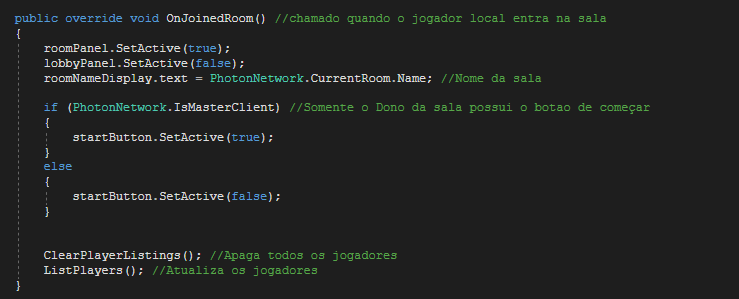 public override void OnJoinedRoom() //chamado quando o jogador local entra na sala
{
roomPanel.SetActive(true);
lobbyPanel.SetActive(false);
roomNameDisplay.text = PhotonNetwork.CurrentRoom.Name; //Nome da sala
if (PhotonNetwork.IsMasterClient) //Somente o Dono da sala possui o botao de começar
{
startButton.SetActive(true);
}
else
{
startButton.SetActive(false);
}
ClearPlayerListings(); //Apaga todos os jogadores
ListPlayers(); //Atualiza os jogadores
}